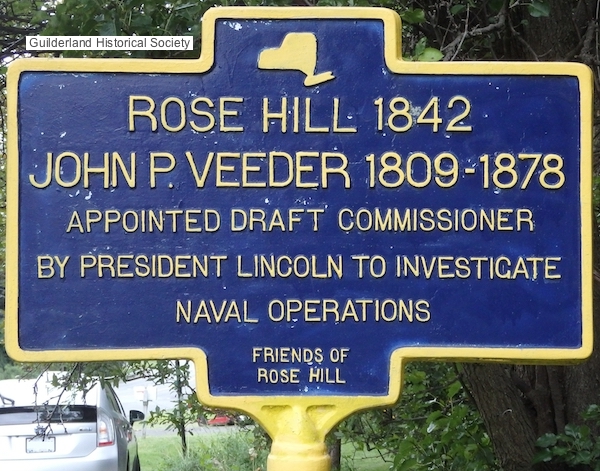 Guilderland Historical Society
ROSE HILL 1842
JOHN P. VEEDER 1809-1878
APPOINTED DRAFT COMMISSIONER
BY PRESIDENT LINCOLN TO INVESTIGATE
NAVAL OPERATIONS
FRIENDS OF
ROSE HILL